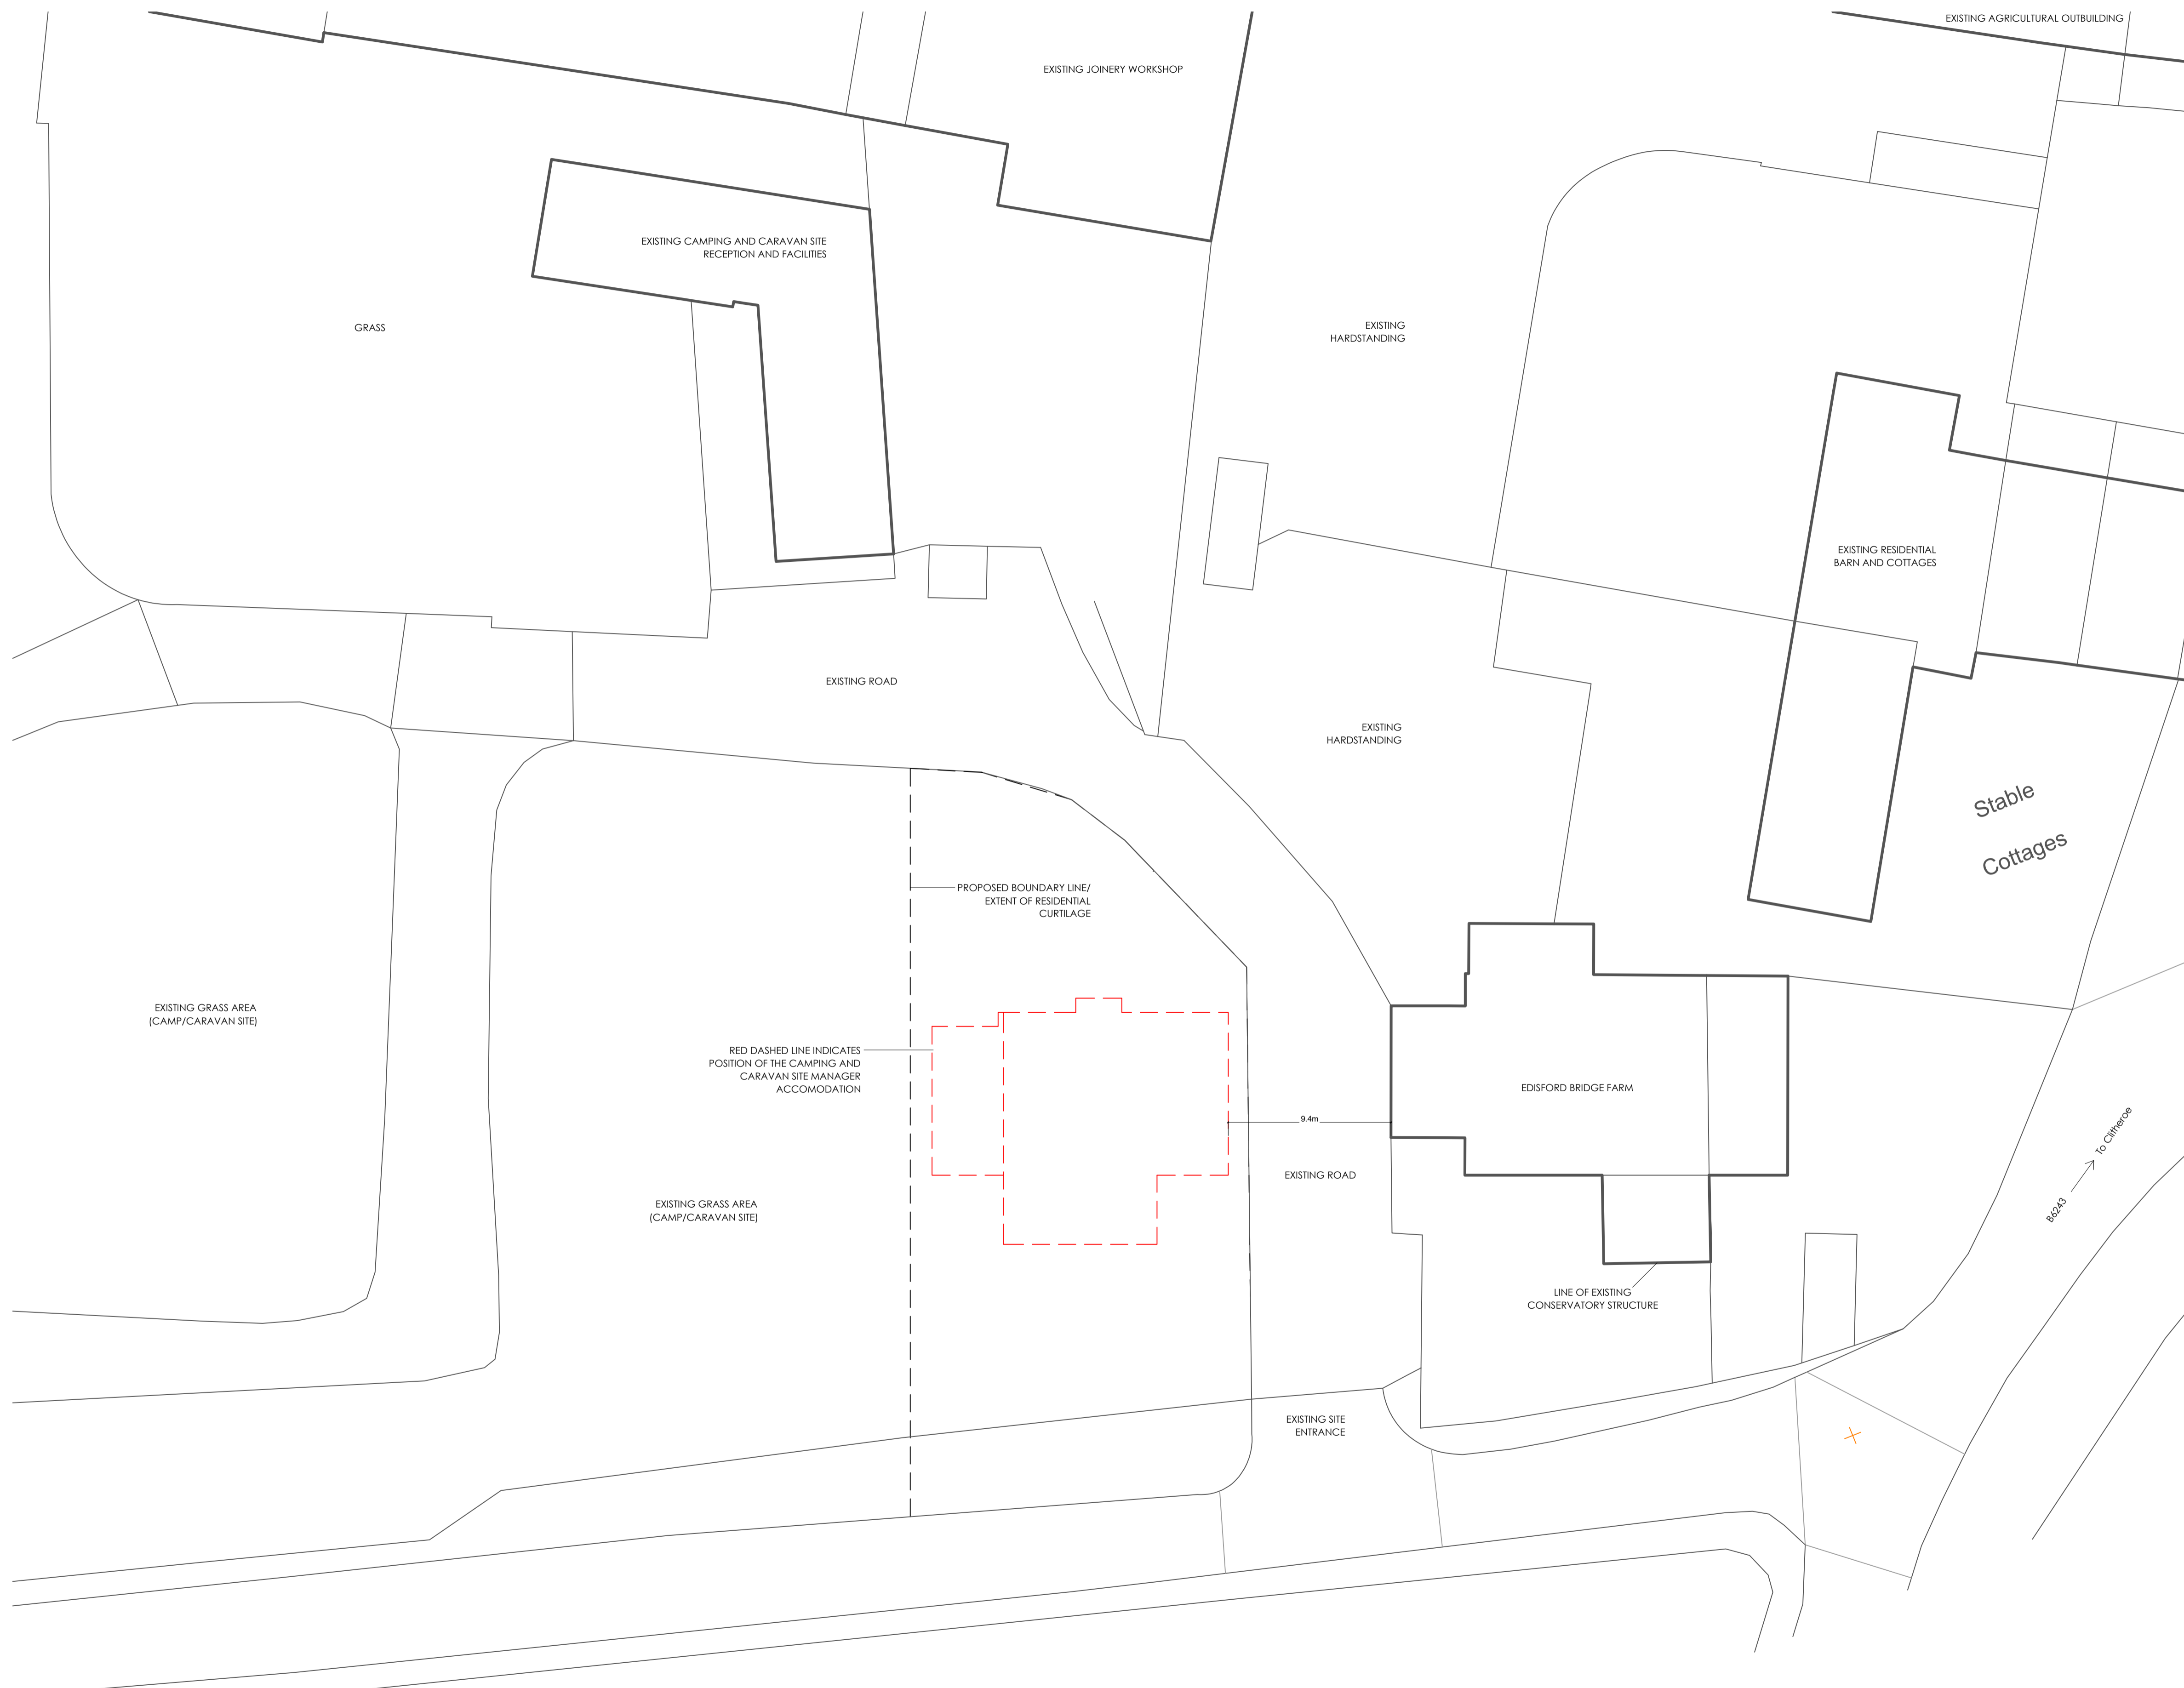 EXISTING AGRICULTURAL OUTBUILDING
EXISTING JOINERY WORKSHOP
EXISTING CAMPING AND CARAVAN SITE
RECEPTION AND FACILITIES
GRASS
EXISTING
HARDSTANDING
EXISTING RESIDENTIAL
BARN AND COTTAGES
EXISTING ROAD
EXISTING
HARDSTANDING
Stable
Cottages
PROPOSED BOUNDARY LINE/
EXTENT OF RESIDENTIAL
CURTILAGE
EXISTING GRASS AREA
(CAMP/CARAVAN SITE)
RED DASHED LINE INDICATES
POSITION OF THE CAMPING AND
CARAVAN SITE MANAGER
ACCOMODATION
EDISFORD BRIDGE FARM
9.4m
EXISTING ROAD
EXISTING GRASS AREA
(CAMP/CARAVAN SITE)
B6243
To Clitheroe
LINE OF EXISTING
CONSERVATORY STRUCTURE
EXISTING SITE
ENTRANCE